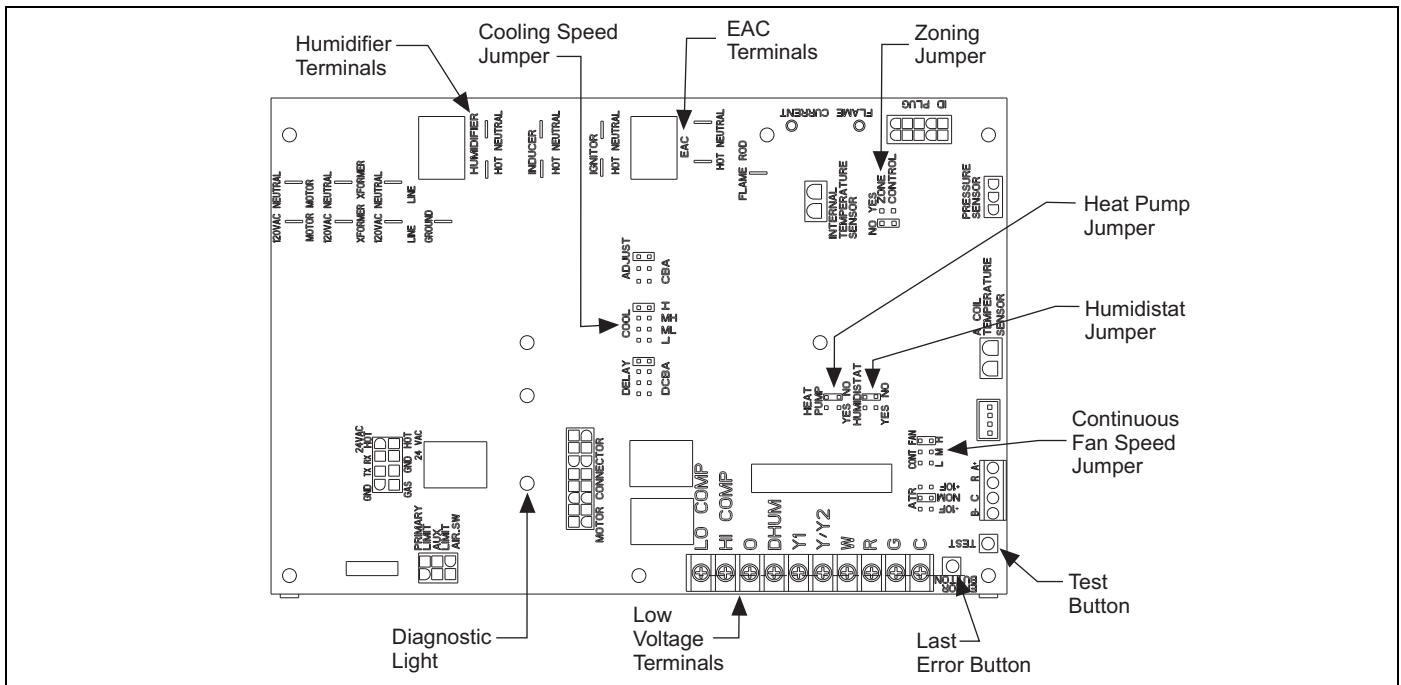 Humidifier
Terminals
Cooling Speed
Jumper
EAC
Terminals
Zoning
Jumper
HUMIDIFIER
HOT NEUTRAL
INDUCER
HOT NEUTRAL
IGNITOR
HOT NEUTRAL
EAC
HOT NEUTRAL
FLAME ROD
FLAME CURRENT
ID PLUG
120VAC NEUTRAL
MOTOR MOTOR
120VAC NEUTRAL
XFORMER XFORMER
120VAC NEUTRAL
LINE LINE
GROUND
INTERNAL
TEMPERATURE
SENSOR
NO YES
ZONE
CONTROL
PRESSURE
SENSOR
Heat Pump
Jumper
ADJUST
CBA
COOL
H
MH
ML
L
DELAY
DCBA
A COIL
TEMPERATURE
SENSOR
Humidistat
Jumper
HEAT
PUMP
YES NO
HUMIDISTAT
YES NO
Continuous
Fan Speed
Jumper
CONT FAN
L M H
ATR
-10F
NOM
+10F
B- C R A+
24VAC
GND TX RX HOT
GAS GND HOT
24 VAC
MOTOR CONNECTOR
PRIMARY
LIMIT
AUX
LIMIT
AIR.SW
LO COMP
HI COMP
O
DHUM
Y1
Y/Y2
W
R
G
C
TEST
ERROR
BUTTON
Test
Button
Diagnostic
Light
Low
Voltage
Terminals
Last
Error Button